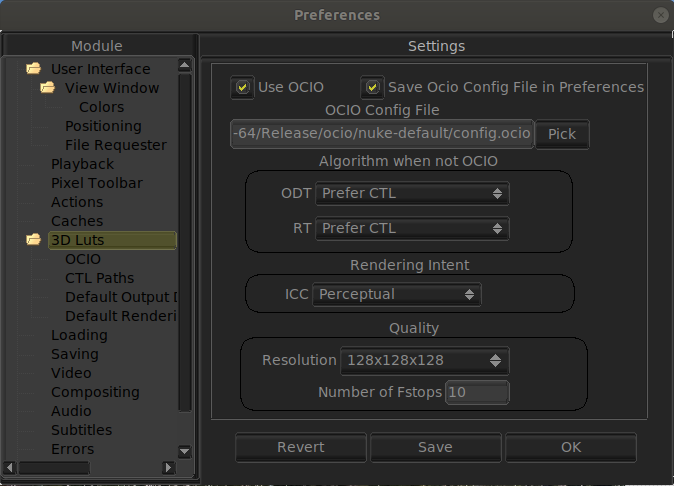 Preferences
Module
User Interface
View Window
Colors
Positioning
File Requester
Playback
Pixel Toolbar
Actions
Caches
3D Luts
OCIO
CTL Paths
Default Output D
Default Renderi
Loading
Saving
Video
Compositing
Audio
Subtitles
Errors
Settings
Use OCIO Save Ocio Config File in Preferences
OCIO Config File
-64/Release/ocio/nuke-default/config.ocio Pick
Algorithm when not OCIO
ODT Prefer CTL
RT Prefer CTL
Rendering Intent
ICC Perceptual
Quality
Resolution 128x128x128
Number of Fstops 10
Revert Save OK